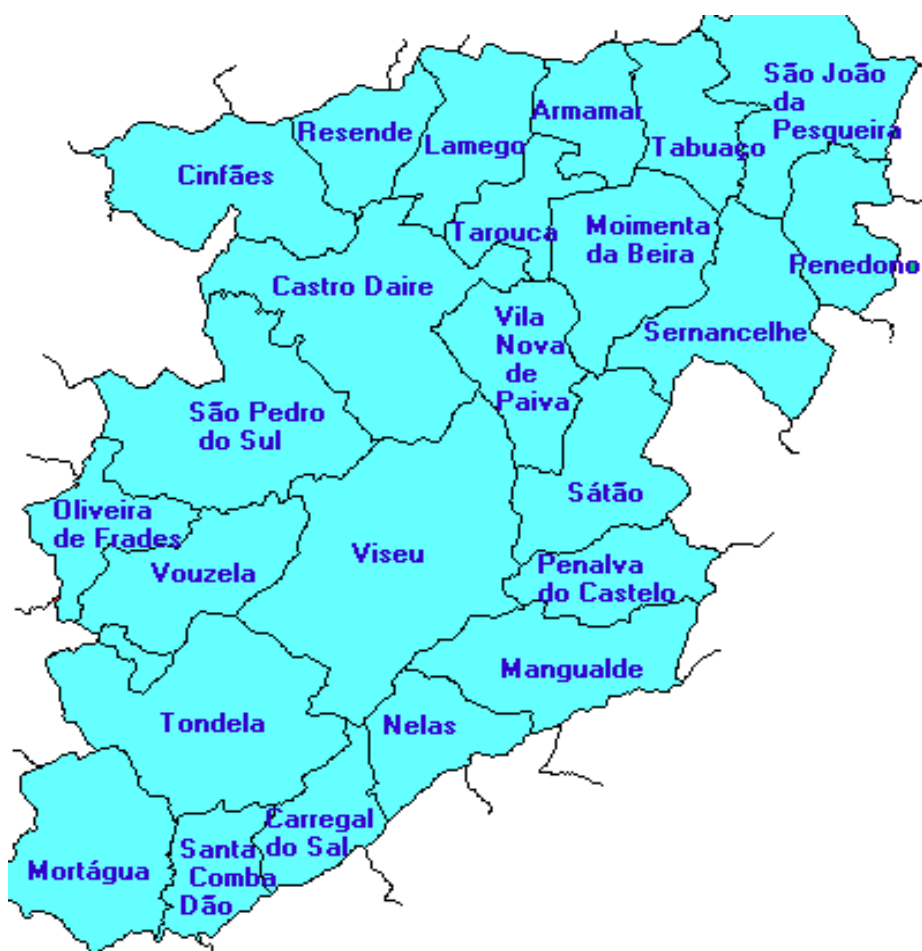 São João
da
Pesqueira
Armamar
Resende
Lamego
Tabuaço
Cinfães
Tarouca
Moimenta
da Beira
Penedono
Castro Daire
Vila
Nova
de
Paiva
Sernancelhe
São Pedro
do Sul
Sátão
Oliveira
de Frades
Viseu
Vouzela
Penalva
do Castelo
Mangualde
Tondela
Nelas
Carregal
do Sal
Santa
Comba
Dão
Mortágua